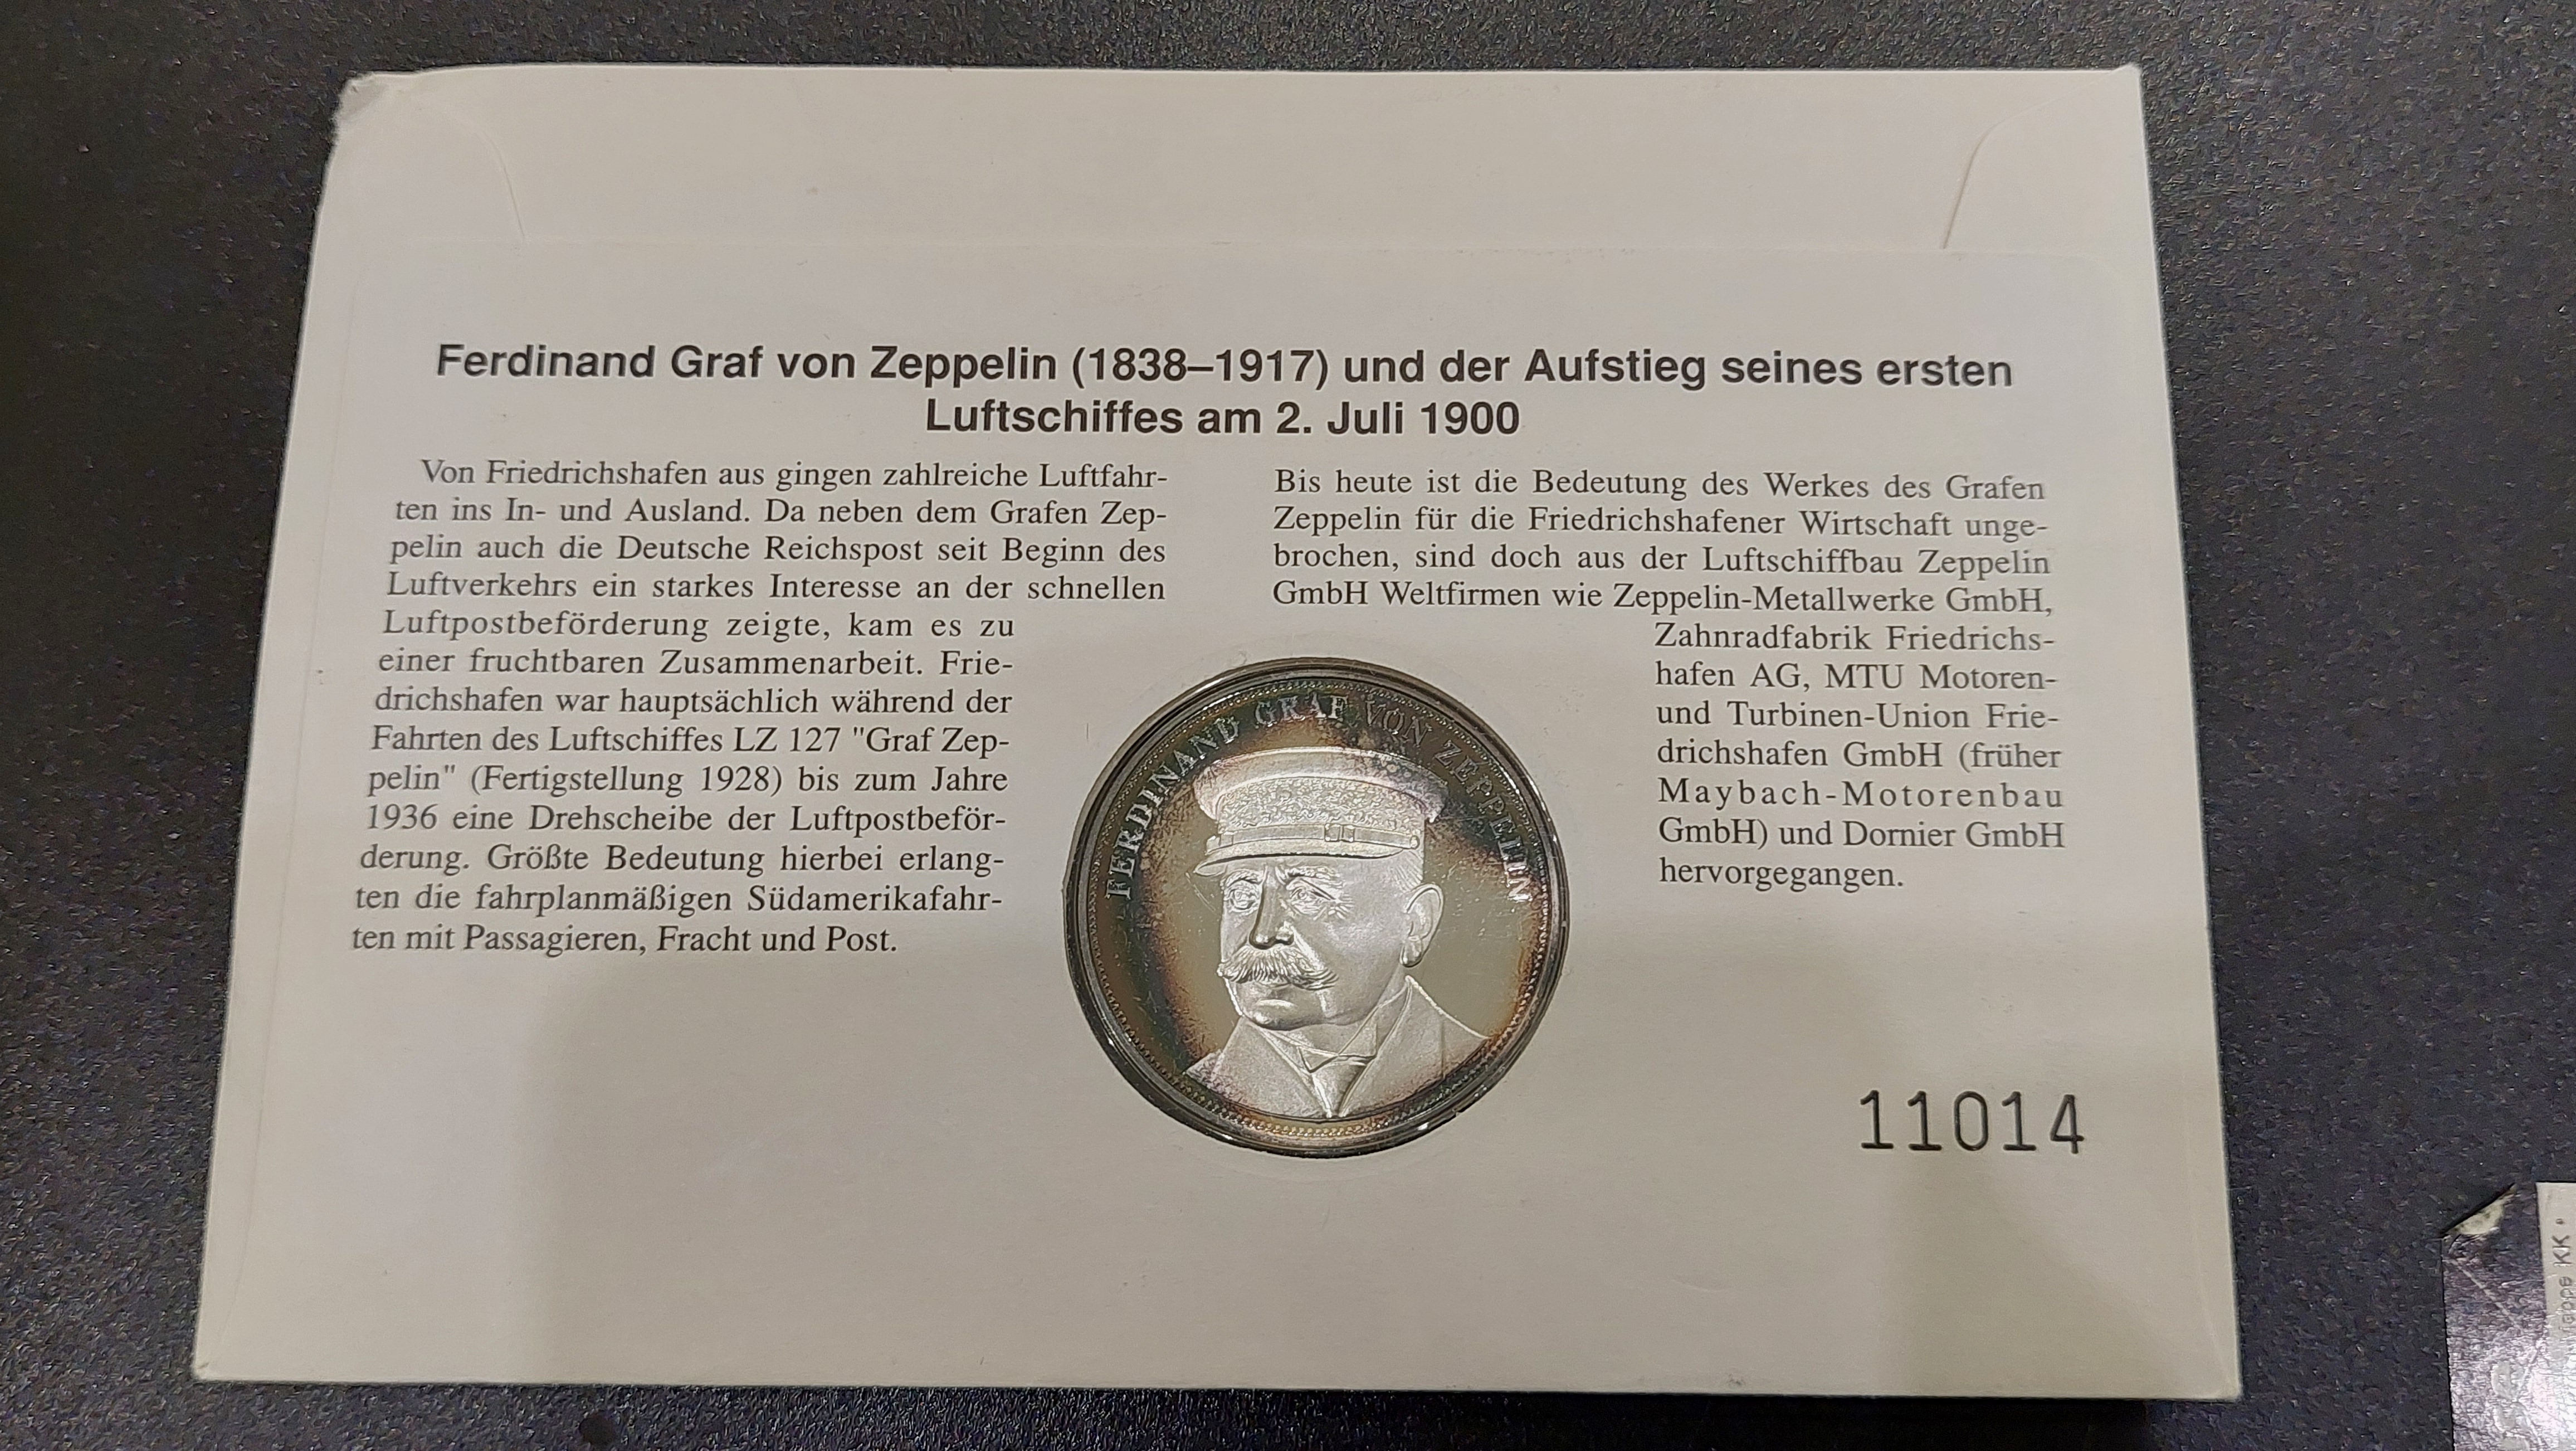 Ferdinand Graf von Zeppelin (1838–1917) und der Aufstieg seines ersten
Luftschiffes am 2. Juli 1900
Von Friedrichshafen aus gingen zahlreiche Luftfahr-
ten ins In- und Ausland. Da neben dem Grafen Zep-
pelin auch die Deutsche Reichspost seit Beginn des
Luftverkehrs ein starkes Interesse an der schnellen
Luftpostbeförderung zeigte, kam es zu
einer fruchtbaren Zusammenarbeit. Frie-
drichshafen war hauptsächlich während der
Fahrten des Luftschiffes LZ 127 "Graf Zep-
pelin" (Fertigstellung 1928) bis zum Jahre
1936 eine Drehscheibe der Luftpostbeför-
derung. Größte Bedeutung hierbei erlang-
ten die fahrplanmäßigen Südamerikafahr-
ten mit Passagieren, Fracht und Post.
Bis heute ist die Bedeutung des Werkes des Grafen
Zeppelin für die Friedrichshafener Wirtschaft unge-
brochen, sind doch aus der Luftschiffbau Zeppelin
GmbH Weltfirmen wie Zeppelin-Metallwerke GmbH,
Zahnradfabrik Friedrichs-
hafen AG, MTU Motoren-
und Turbinen-Union Frie-
drichshafen GmbH (früher
Maybach-Motorenbau
GmbH) und Dornier GmbH
hervorgegangen.
FERDINAND GRAF VON ZEPPELIN
11014
KK.